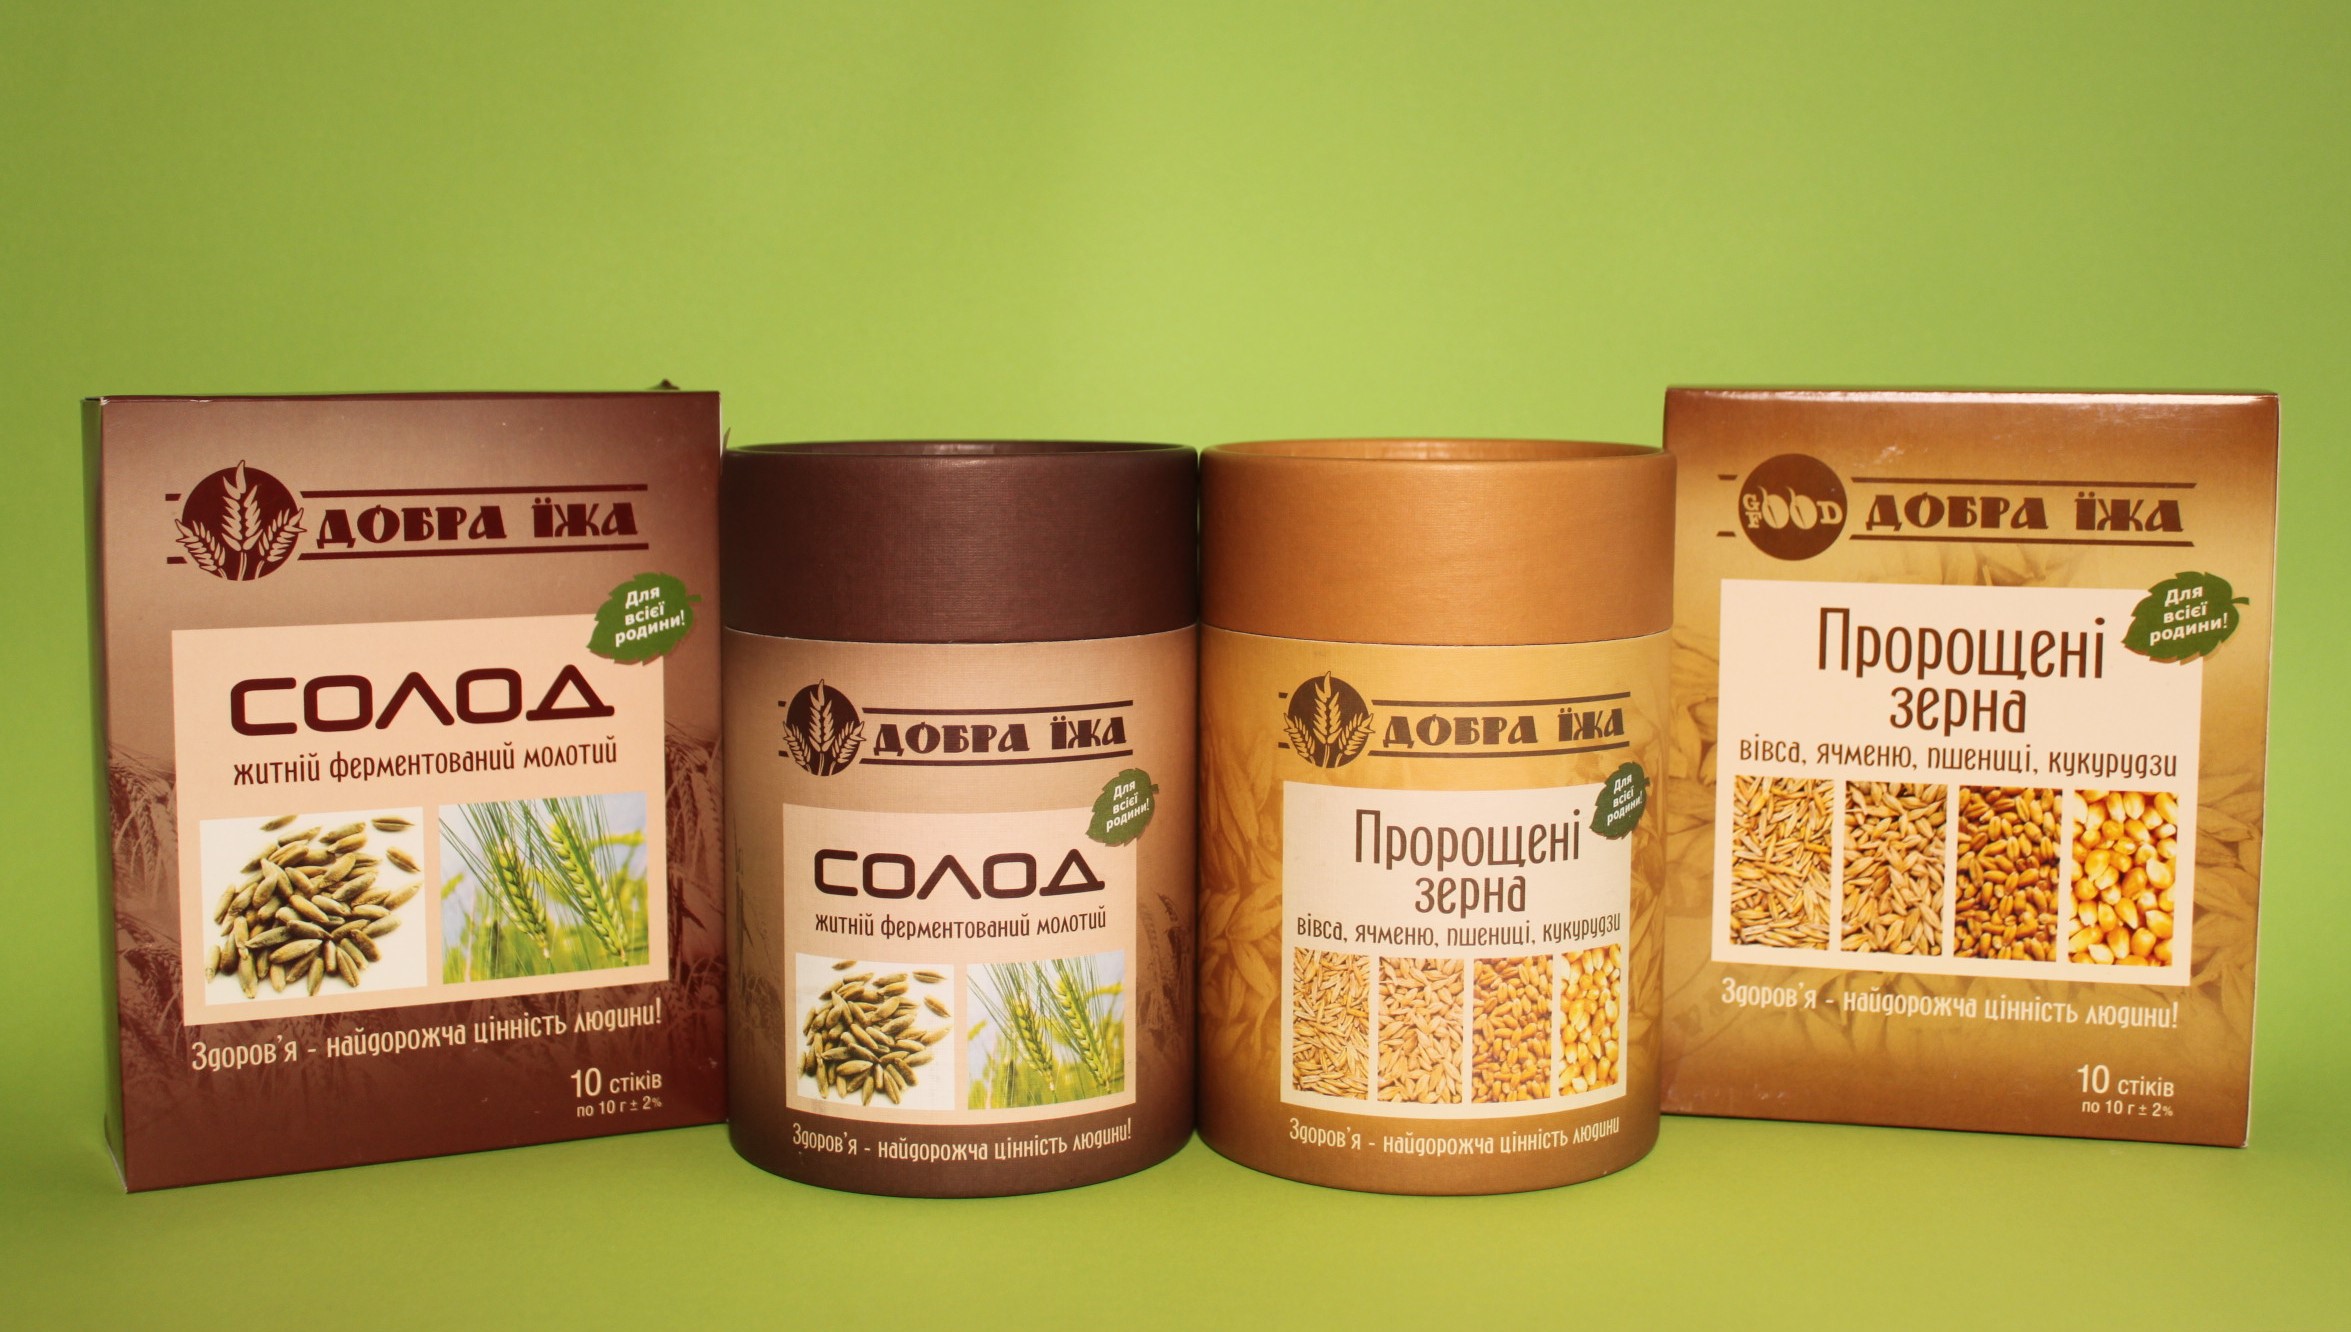 ДОБРА ЇЖА
Для
всієї
родини!
СОЛОД
житній ферментований молотий
Здоров'я - найдорожча цінність людини!
10 стіків
по 10 г ± 2%
ДОБРА ЇЖА
Для
всієї
родини!
СОЛОД
житній ферментований молотий
Здоров'я - найдорожча цінність людини!
ДОБРА ЇЖА
Для
всієї
родини!
Пророщені
зерна
вівса, ячменю, пшениці, кукурудзи
Здоров'я - найдорожча цінність людини
GOOD
FOOD
ДОБРА ЇЖА
Для
всієї
родини!
Пророщені
зерна
вівса, ячменю, пшениці, кукурудзи
Здоров'я - найдорожча цінність людини!
10 стіків
по 10 г ± 2%